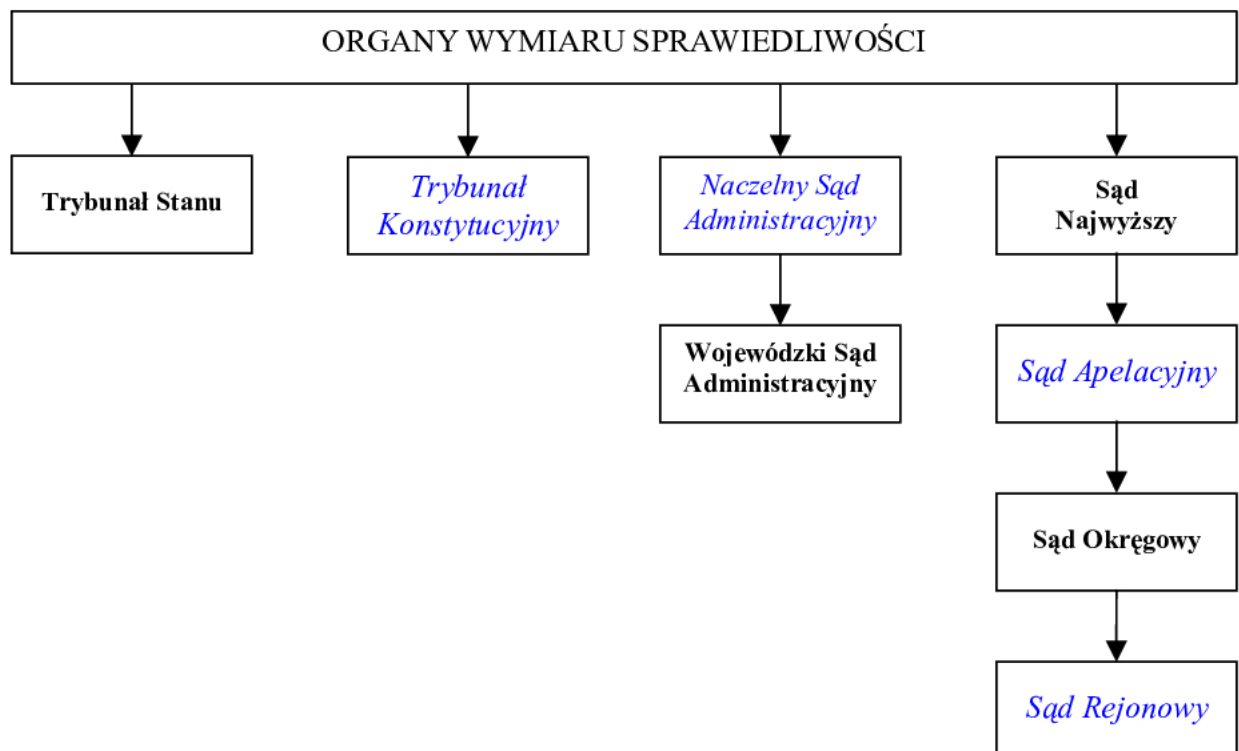 ORGANY WYMIARU SPRAWIEDLIWOŚCI
Trybunał Stanu
Trybunał
Konstytucyjny
Naczelny Sąd
Administracyjny
Sąd
Najwyższy
Wojewódzki Sąd
Administracyjny
Sąd Apelacyjny
Sąd Okręgowy
Sąd Rejonowy